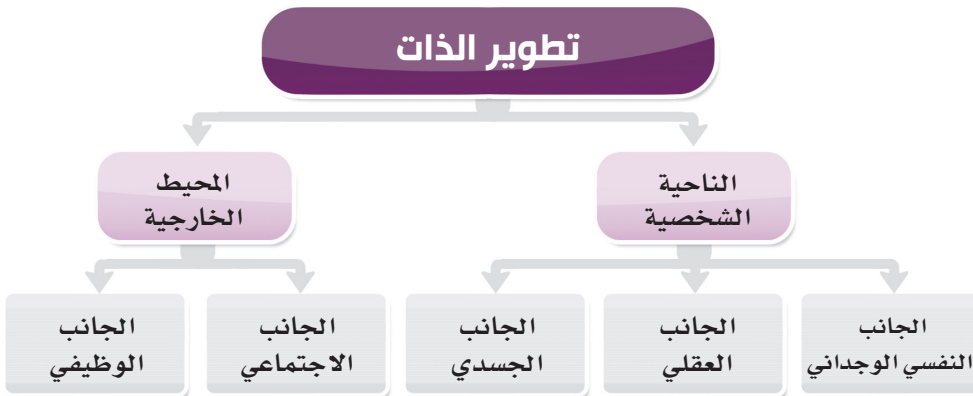 تطوير الذات
الناحية
الشخصية
المحيط
الخارجية
الجانب
النفسي الوجداني
الجانب
العقلي
الجانب
الجسدي
الجانب
الاجتماعي
الجانب
الوظيفي